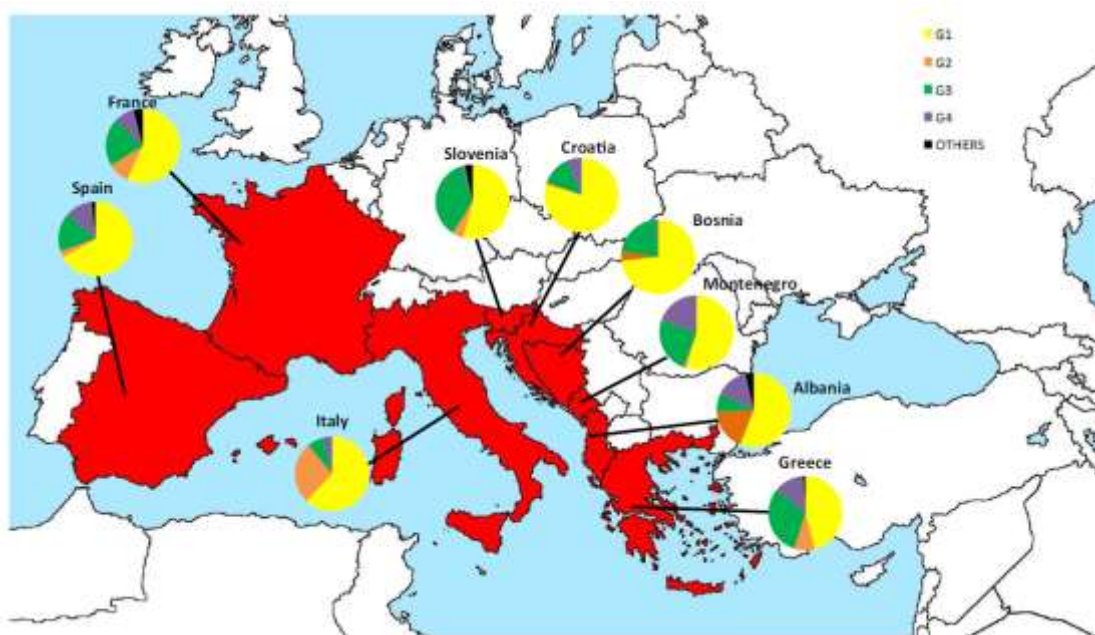 G1
G2
G3
G4
OTHERS
France
Slovenia
Croatia
Spain
Bosnia
Montenegro
Albania
Italy
Greece